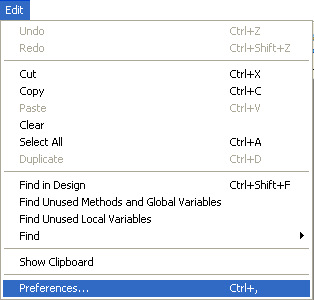 Edit
Undo Ctrl+Z
Redo Ctrl+Shift+Z
Cut Ctrl+X
Copy Ctrl+C
Paste Ctrl+V
Clear
Select All Ctrl+A
Duplicate Ctrl+D
Find in Design Ctrl+Shift+F
Find Unused Methods and Global Variables
Find Unused Local Variables
Find
Show Clipboard
Preferences... Ctrl+,